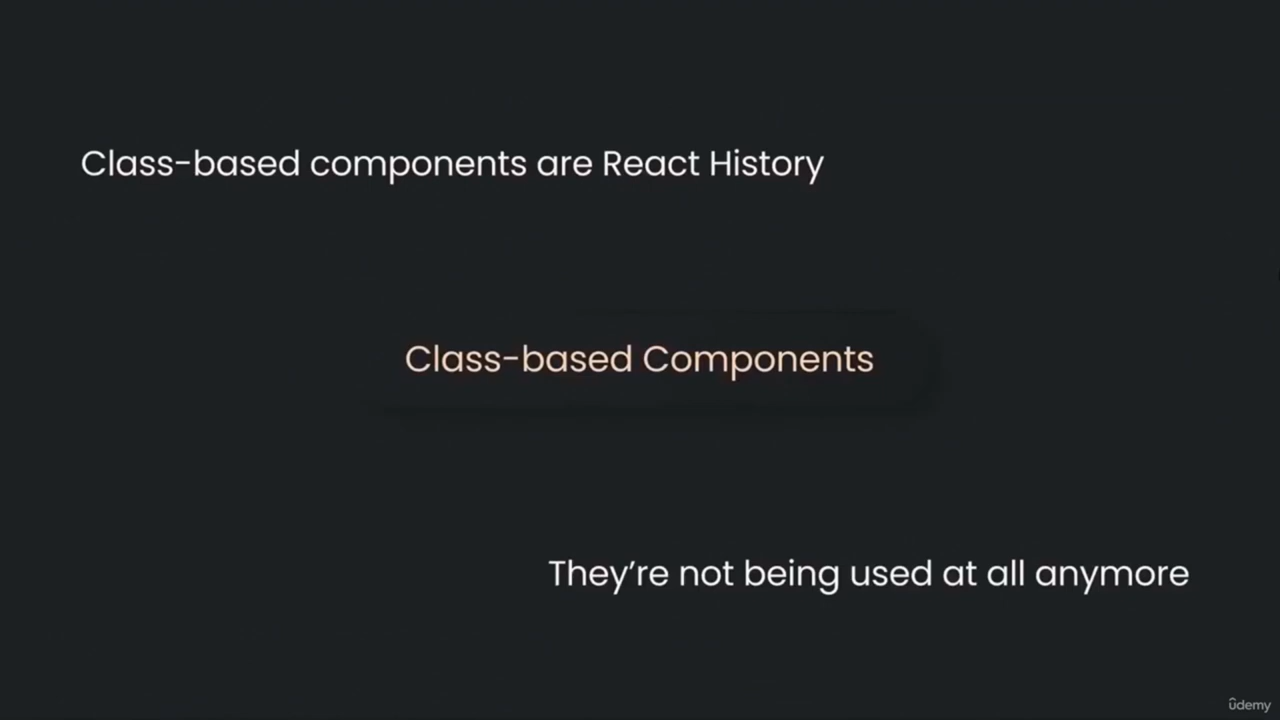 Class-based components are React History
Class-based Components
They’re not being used at all anymore
ûdemy